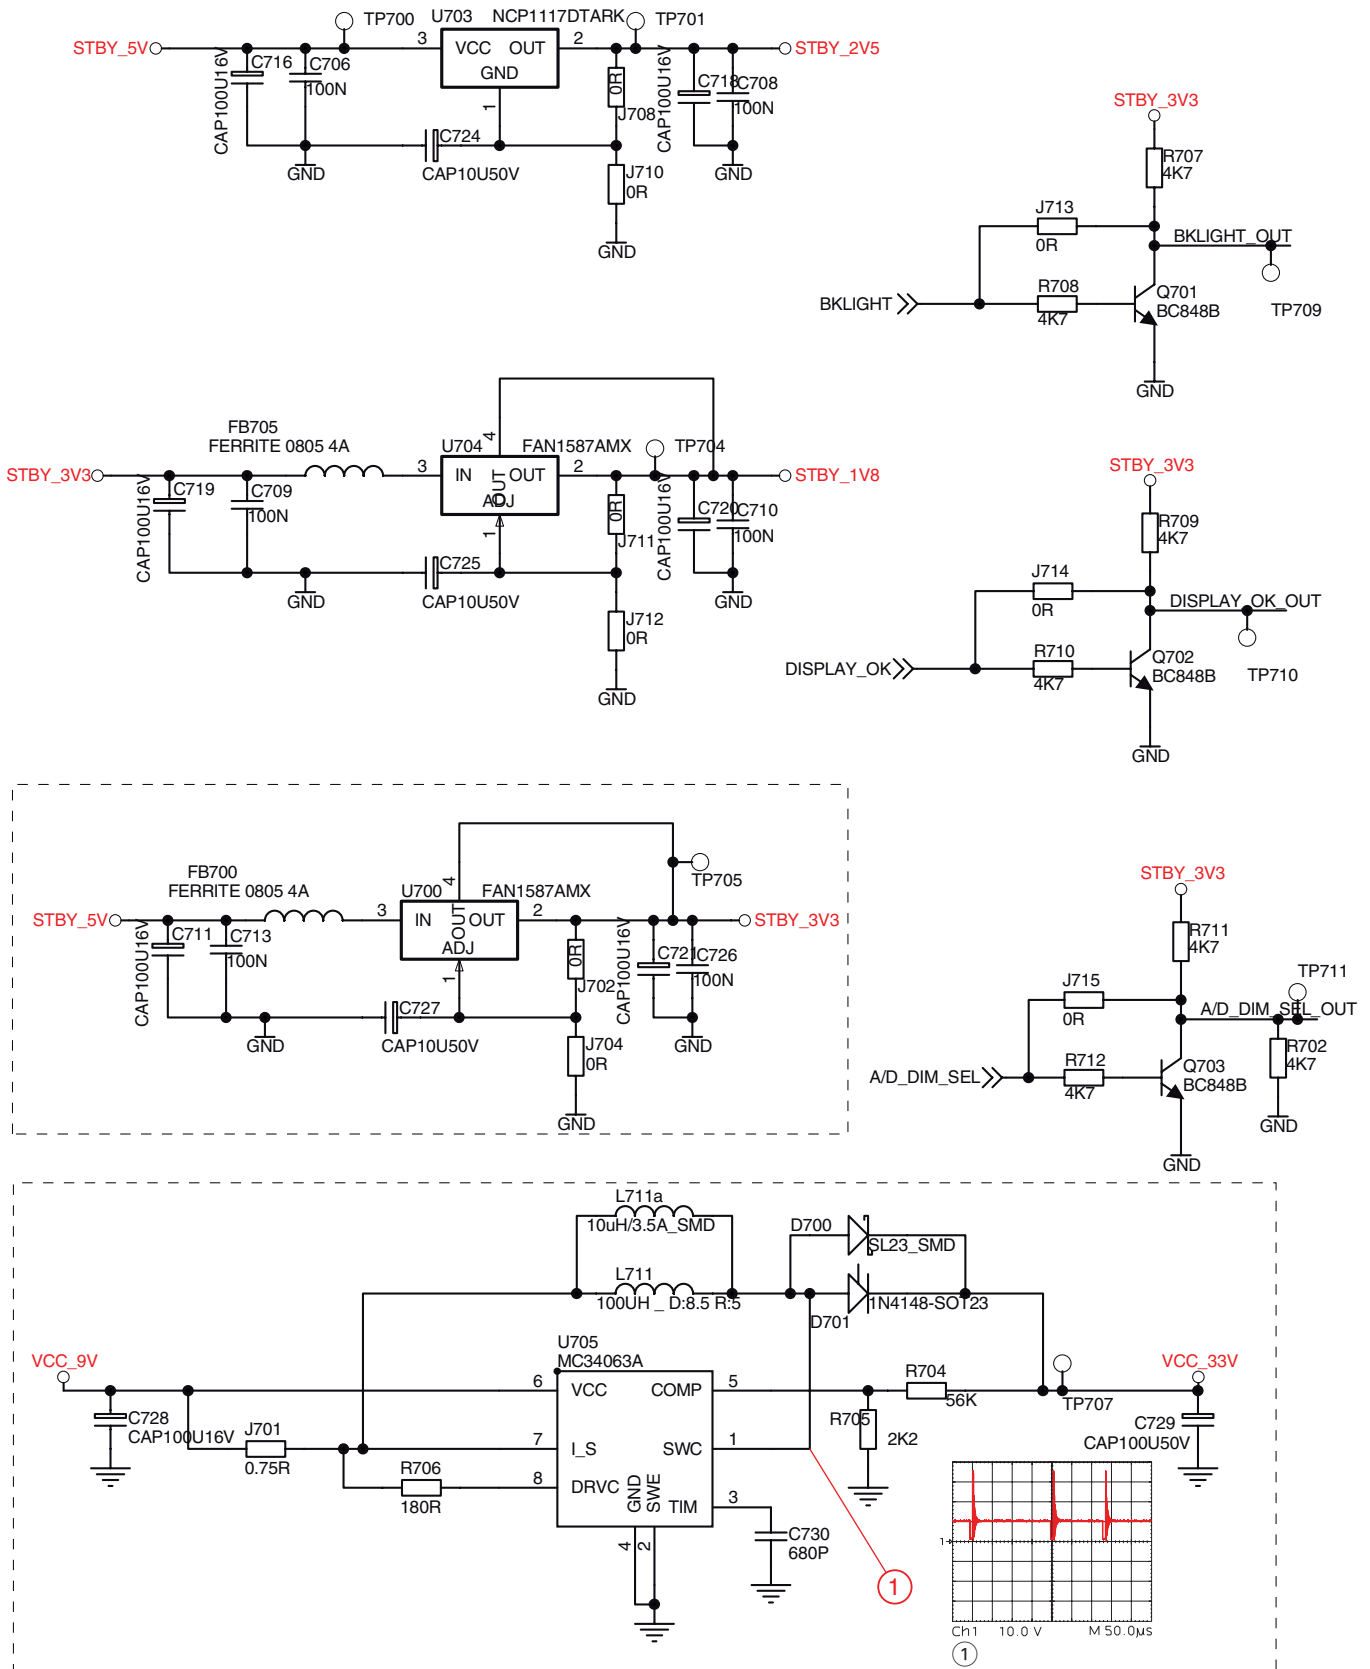 TP700 U703 NCP1117DTARK TP701
STBY_5V 3 VCC OUT 2 STBY_2V5
GND
CAP100U16V C716 C706 100N
1
0R J708
CAP100U16V C718 C708 100N
C724
CAP10U50V
GND
J710
0R
GND
GND
STBY_3V3
R707
4K7
J713
0R
BKLIGHT_OUT
BKLIGHT
R708
4K7
Q701
BC848B
TP709
GND
FB705
FERRITE 0805 4A
4
U704 FAN1587AMX TP704
STBY_3V3 3 IN OUT 2 STBY_1V8
OUT
ADJ
1
CAP100U16V C719 C709
100N
0R J711
CAP100U16V C720 C710
100N
C725
CAP10U50V
GND
J712
0R
GND
GND
STBY_3V3
R709
4K7
J714
0R
DISPLAY_OK_OUT
DISPLAY_OK
R710
4K7
Q702
BC848B
TP710
GND
FB700
FERRITE 0805 4A
4
U700 FAN1587AMX TP705
STBY_5V 3 IN OUT 2 STBY_3V3
OUT
ADJ
1
CAP100U16V C711 C713
100N
0R J702
CAP100U16V C721 C726
100N
C727
CAP10U50V
GND
J704
0R
GND
GND
STBY_3V3
R711
4K7
TP711
J715
0R
A/D_DIM_SEL_OUT
A/D_DIM_SEL
R712
4K7
Q703
BC848B
R702
4K7
GND
GND
L711a
10uH/3.5A_SMD
D700
SL23_SMD
L711
100UH _ D:8.5 R:5
D701
1N4148-SOT23
U705
MC34063A
VCC_9V
6 VCC COMP 5
R704
56K
TP707
VCC_33V
C728
CAP100U16V
J701
0.75R
7 I_S SWC 1
R705
2K2
C729
CAP100U50V
R706
180R
8 DRVC
GND SWE
TIM 3
4 2
C730
680P
1
1
Ch1 10.0 V M 50.0µs
1